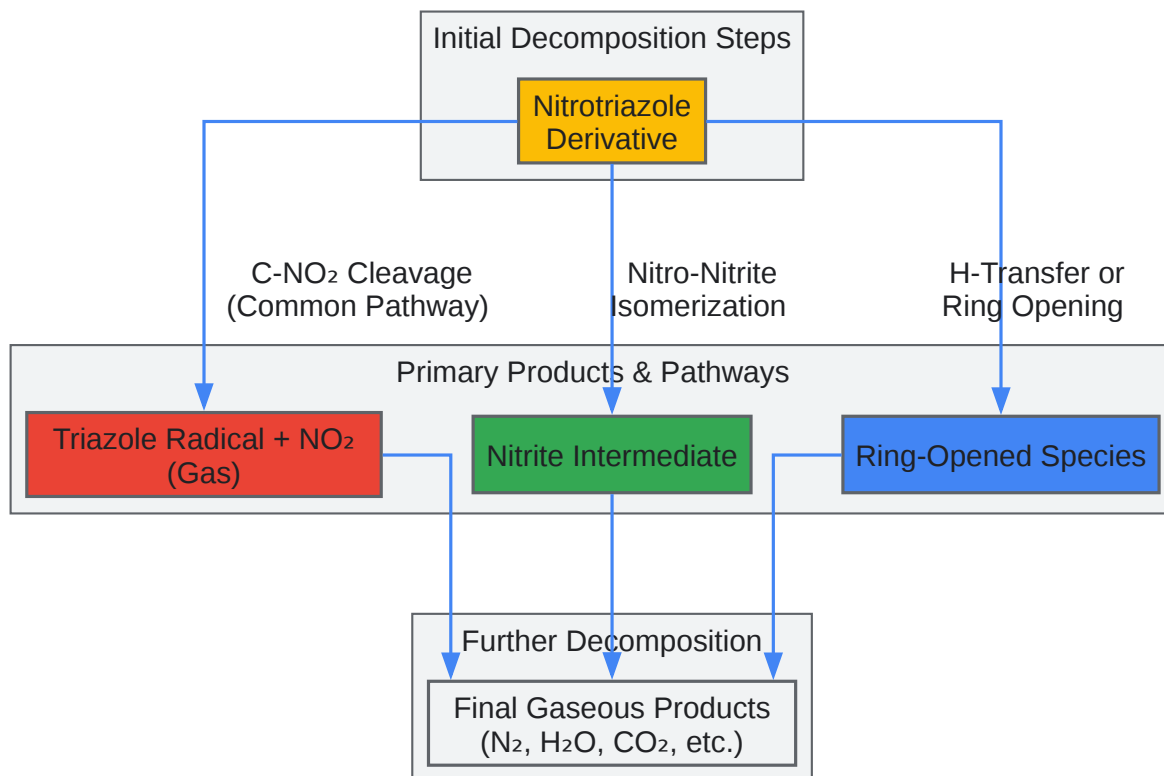 Initial Decomposition Steps
Nitrotriazole
Derivative
C-NO₂ Cleavage
(Common Pathway)
Nitro-Nitrite
Isomerization
H-Transfer or
Ring Opening
Primary Products & Pathways
Triazole Radical + NO₂
(Gas)
Nitrite Intermediate
Ring-Opened Species
Further Decomposition
Final Gaseous Products
(N₂, H₂O, CO₂, etc.)